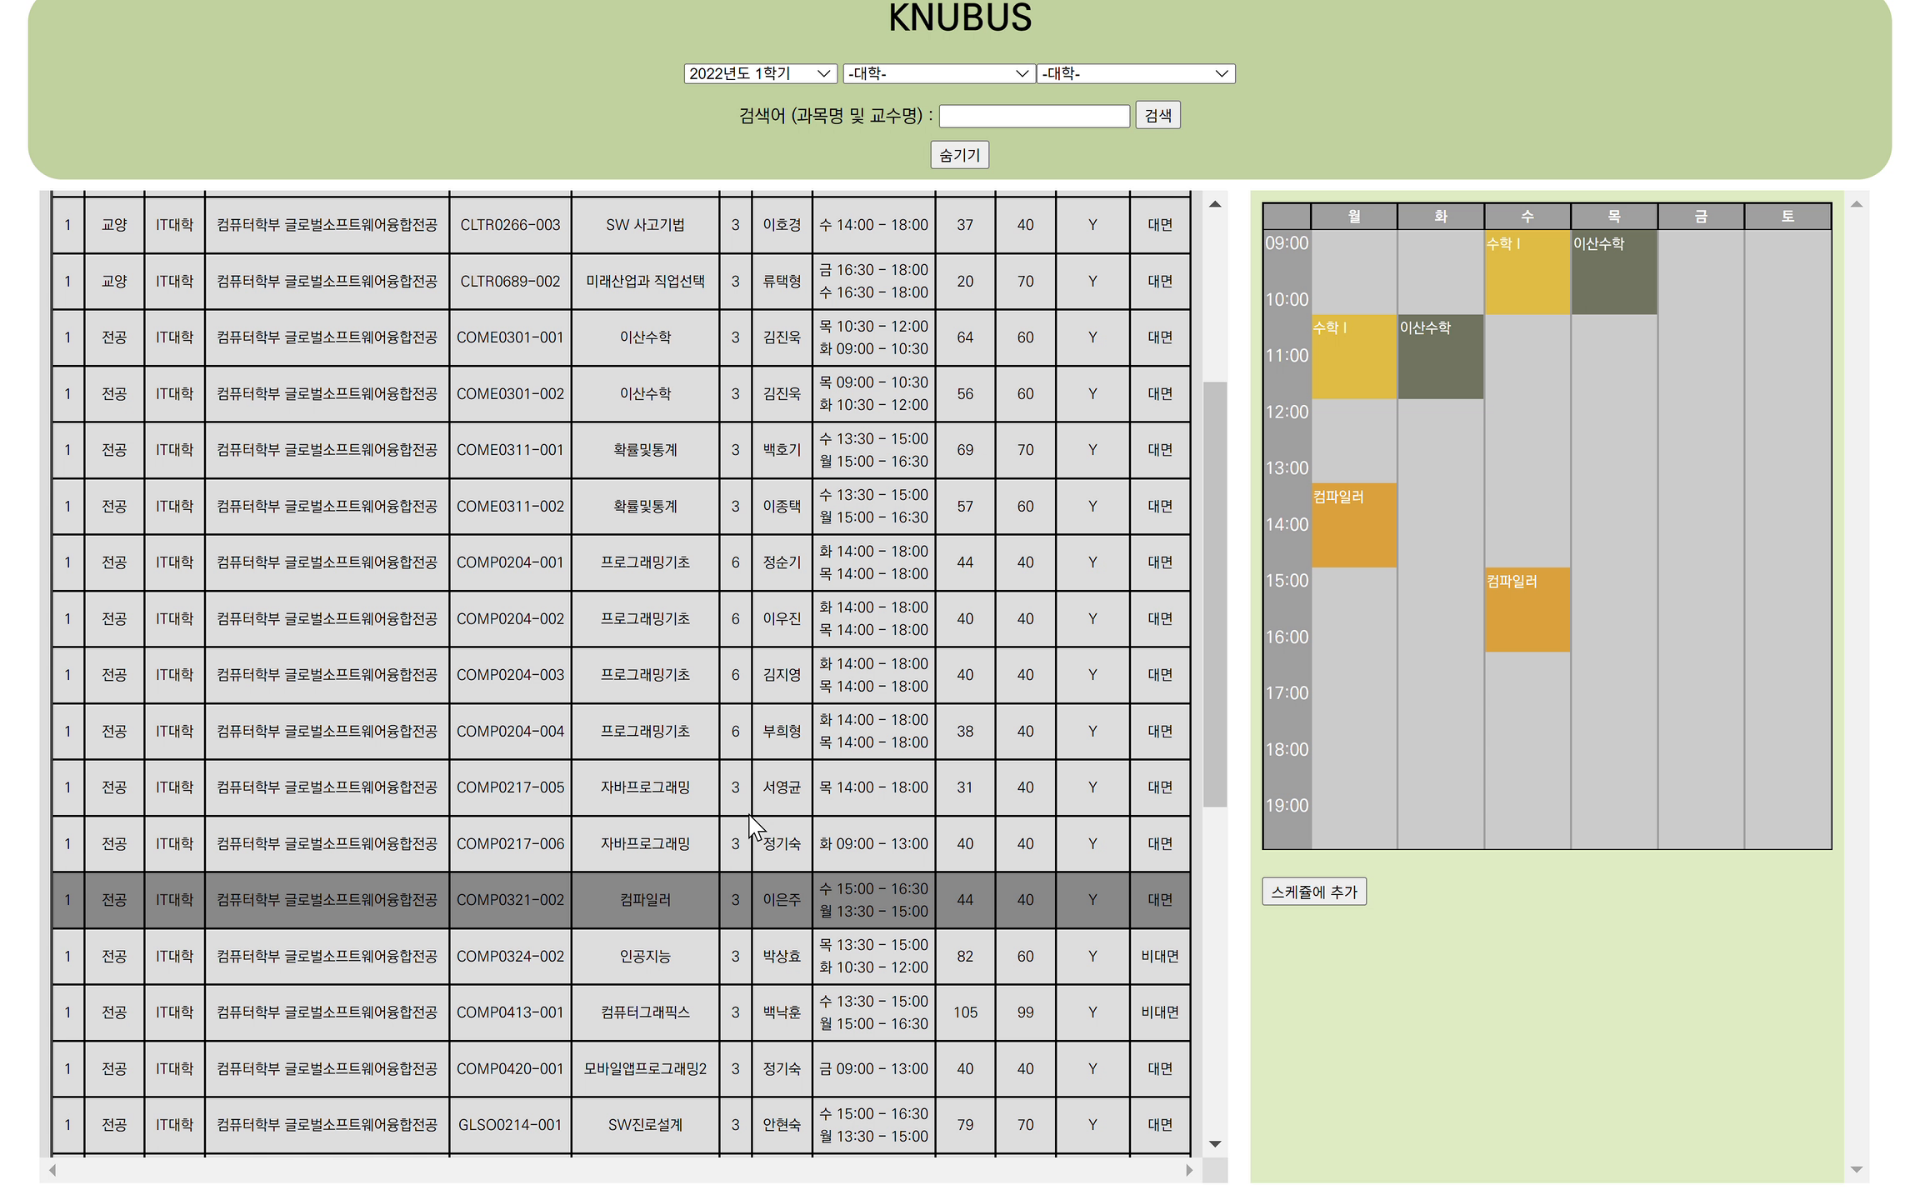 KNUBUS
2022년도 1학기 -대학- -대학-
검색어 (과목명 및 교수명) : 검색
숨기기
1 교양 IT대학 컴퓨터학부 글로벌소프트웨어융합전공 CLTR0266-003 SW 사고기법 3 이호경 수 14:00 - 18:00 37 40 Y 대면
1 교양 IT대학 컴퓨터학부 글로벌소프트웨어융합전공 CLTR0689-002 미래산업과 직업선택 3 류택형 금 16:30 - 18:00
수 16:30 - 18:00 20 70 Y 대면
1 전공 IT대학 컴퓨터학부 글로벌소프트웨어융합전공 COME0301-001 이산수학 3 김진욱 목 10:30 - 12:00
화 09:00 - 10:30 64 60 Y 대면
1 전공 IT대학 컴퓨터학부 글로벌소프트웨어융합전공 COME0301-002 이산수학 3 김진욱 목 09:00 - 10:30
화 10:30 - 12:00 56 60 Y 대면
1 전공 IT대학 컴퓨터학부 글로벌소프트웨어융합전공 COME0311-001 확률및통계 3 백호기 수 13:30 - 15:00
월 15:00 - 16:30 69 70 Y 대면
1 전공 IT대학 컴퓨터학부 글로벌소프트웨어융합전공 COME0311-002 확률및통계 3 이종택 수 13:30 - 15:00
월 15:00 - 16:30 57 60 Y 대면
1 전공 IT대학 컴퓨터학부 글로벌소프트웨어융합전공 COMP0204-001 프로그래밍기초 6 정순기 화 14:00 - 18:00
목 14:00 - 18:00 44 40 Y 대면
1 전공 IT대학 컴퓨터학부 글로벌소프트웨어융합전공 COMP0204-002 프로그래밍기초 6 이우진 화 14:00 - 18:00
목 14:00 - 18:00 40 40 Y 대면
1 전공 IT대학 컴퓨터학부 글로벌소프트웨어융합전공 COMP0204-003 프로그래밍기초 6 김지영 화 14:00 - 18:00
목 14:00 - 18:00 40 40 Y 대면
1 전공 IT대학 컴퓨터학부 글로벌소프트웨어융합전공 COMP0204-004 프로그래밍기초 6 부희형 화 14:00 - 18:00
목 14:00 - 18:00 38 40 Y 대면
1 전공 IT대학 컴퓨터학부 글로벌소프트웨어융합전공 COMP0217-005 자바프로그래밍 3 서영균 목 14:00 - 18:00 31 40 Y 대면
1 전공 IT대학 컴퓨터학부 글로벌소프트웨어융합전공 COMP0217-006 자바프로그래밍 3 정기숙 화 09:00 - 13:00 40 40 Y 대면
1 전공 IT대학 컴퓨터학부 글로벌소프트웨어융합전공 COMP0321-002 컴파일러 3 이은주 수 15:00 - 16:30
월 13:30 - 15:00 44 40 Y 대면
1 전공 IT대학 컴퓨터학부 글로벌소프트웨어융합전공 COMP0324-002 인공지능 3 박상효 목 13:30 - 15:00
화 10:30 - 12:00 82 60 Y 비대면
1 전공 IT대학 컴퓨터학부 글로벌소프트웨어융합전공 COMP0413-001 컴퓨터그래픽스 3 백낙훈 수 13:30 - 15:00
월 15:00 - 16:30 105 99 Y 비대면
1 전공 IT대학 컴퓨터학부 글로벌소프트웨어융합전공 COMP0420-001 모바일앱프로그래밍2 3 정기숙 금 09:00 - 13:00 40 40 Y 대면
1 전공 IT대학 컴퓨터학부 글로벌소프트웨어융합전공 GLSO0214-001 SW진로설계 3 안현숙 수 15:00 - 16:30
월 13:30 - 15:00 79 70 Y 대면
월 화 수 목 금 토
09:00 수학 I 이산수학
10:00
수학 I 이산수학
11:00
12:00
13:00
컴파일러
14:00
15:00 컴파일러
16:00
17:00
18:00
19:00
스케쥴에 추가